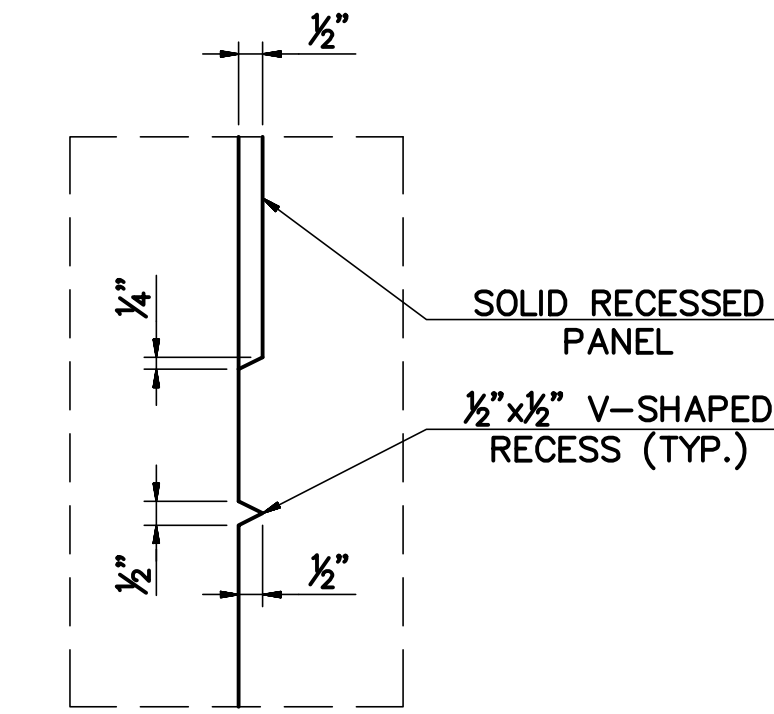 ½"
¼"
SOLID RECESSED
PANEL
½"x½" V-SHAPED
RECESS (TYP.)
½"
½"